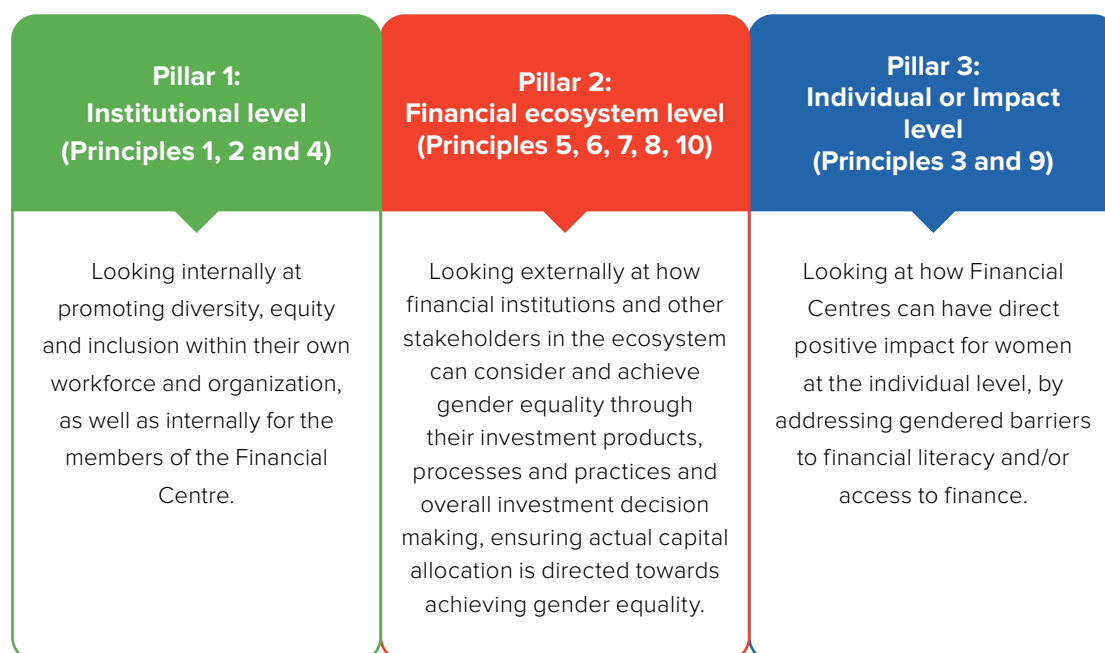 Pillar 1:
Institutional level
(Principles 1, 2 and 4)
Looking internally at
promoting diversity, equity
and inclusion within their own
workforce and organization,
as well as internally for the
members of the Financial
Centre.
Pillar 2:
Financial ecosystem level
(Principles 5, 6, 7, 8, 10)
Looking externally at how
financial institutions and other
stakeholders in the ecosystem
can consider and achieve
gender equality through
their investment products,
processes and practices and
overall investment decision
making, ensuring actual capital
allocation is directed towards
achieving gender equality.
Pillar 3:
Individual or Impact
level
(Principles 3 and 9)
Looking at how Financial
Centres can have direct
positive impact for women
at the individual level, by
addressing gendered barriers
to financial literacy and/or
access to finance.